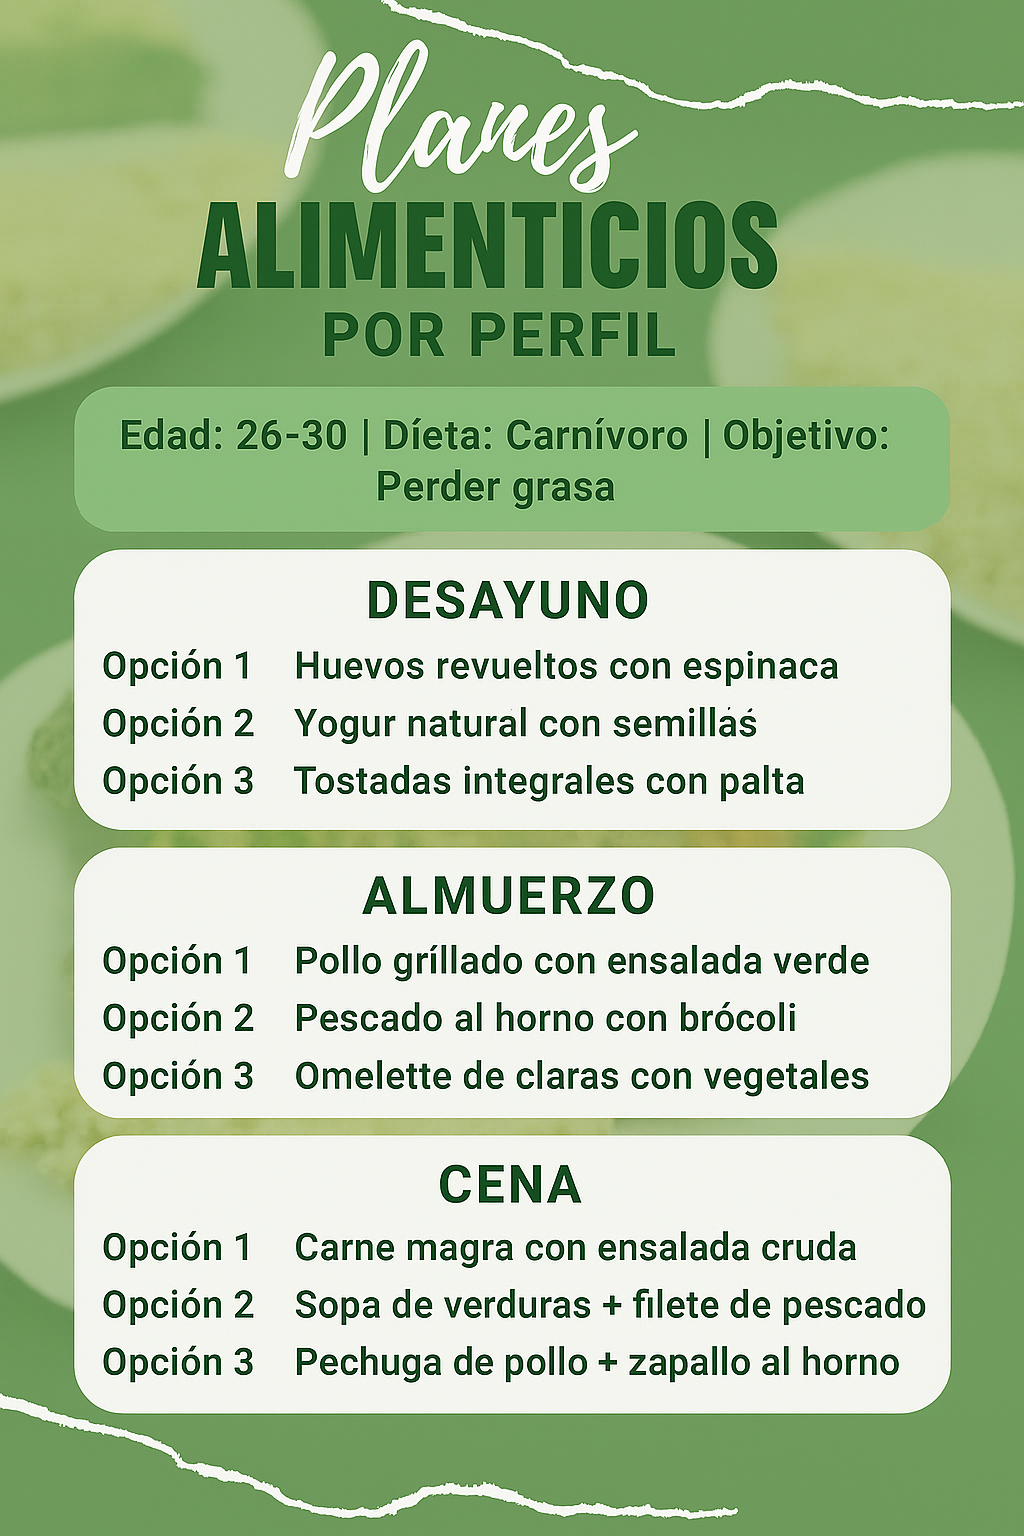 Planes
ALIMENTICIOS
POR PERFIL
Edad: 26-30 | Díeta: Carnívoro | Objetivo:
Perder grasa
DESAYUNO
Opción 1 Huevos revueltos con espinaca
Opción 2 Yogur natural con semillaś
Opción 3 Tostadas integrales con palta
ALMUERZO
Opción 1 Pollo gríllado con ensalada verde
Opción 2 Pescado al horno con brócoli
Opción 3 Omelette de claras con vegetales
CENA
Opción 1 Carne magra con ensalada cruda
Opción 2 Sopa de verduras + filete de pescado
Opción 3 Pechuga de pollo + zapallo al horno